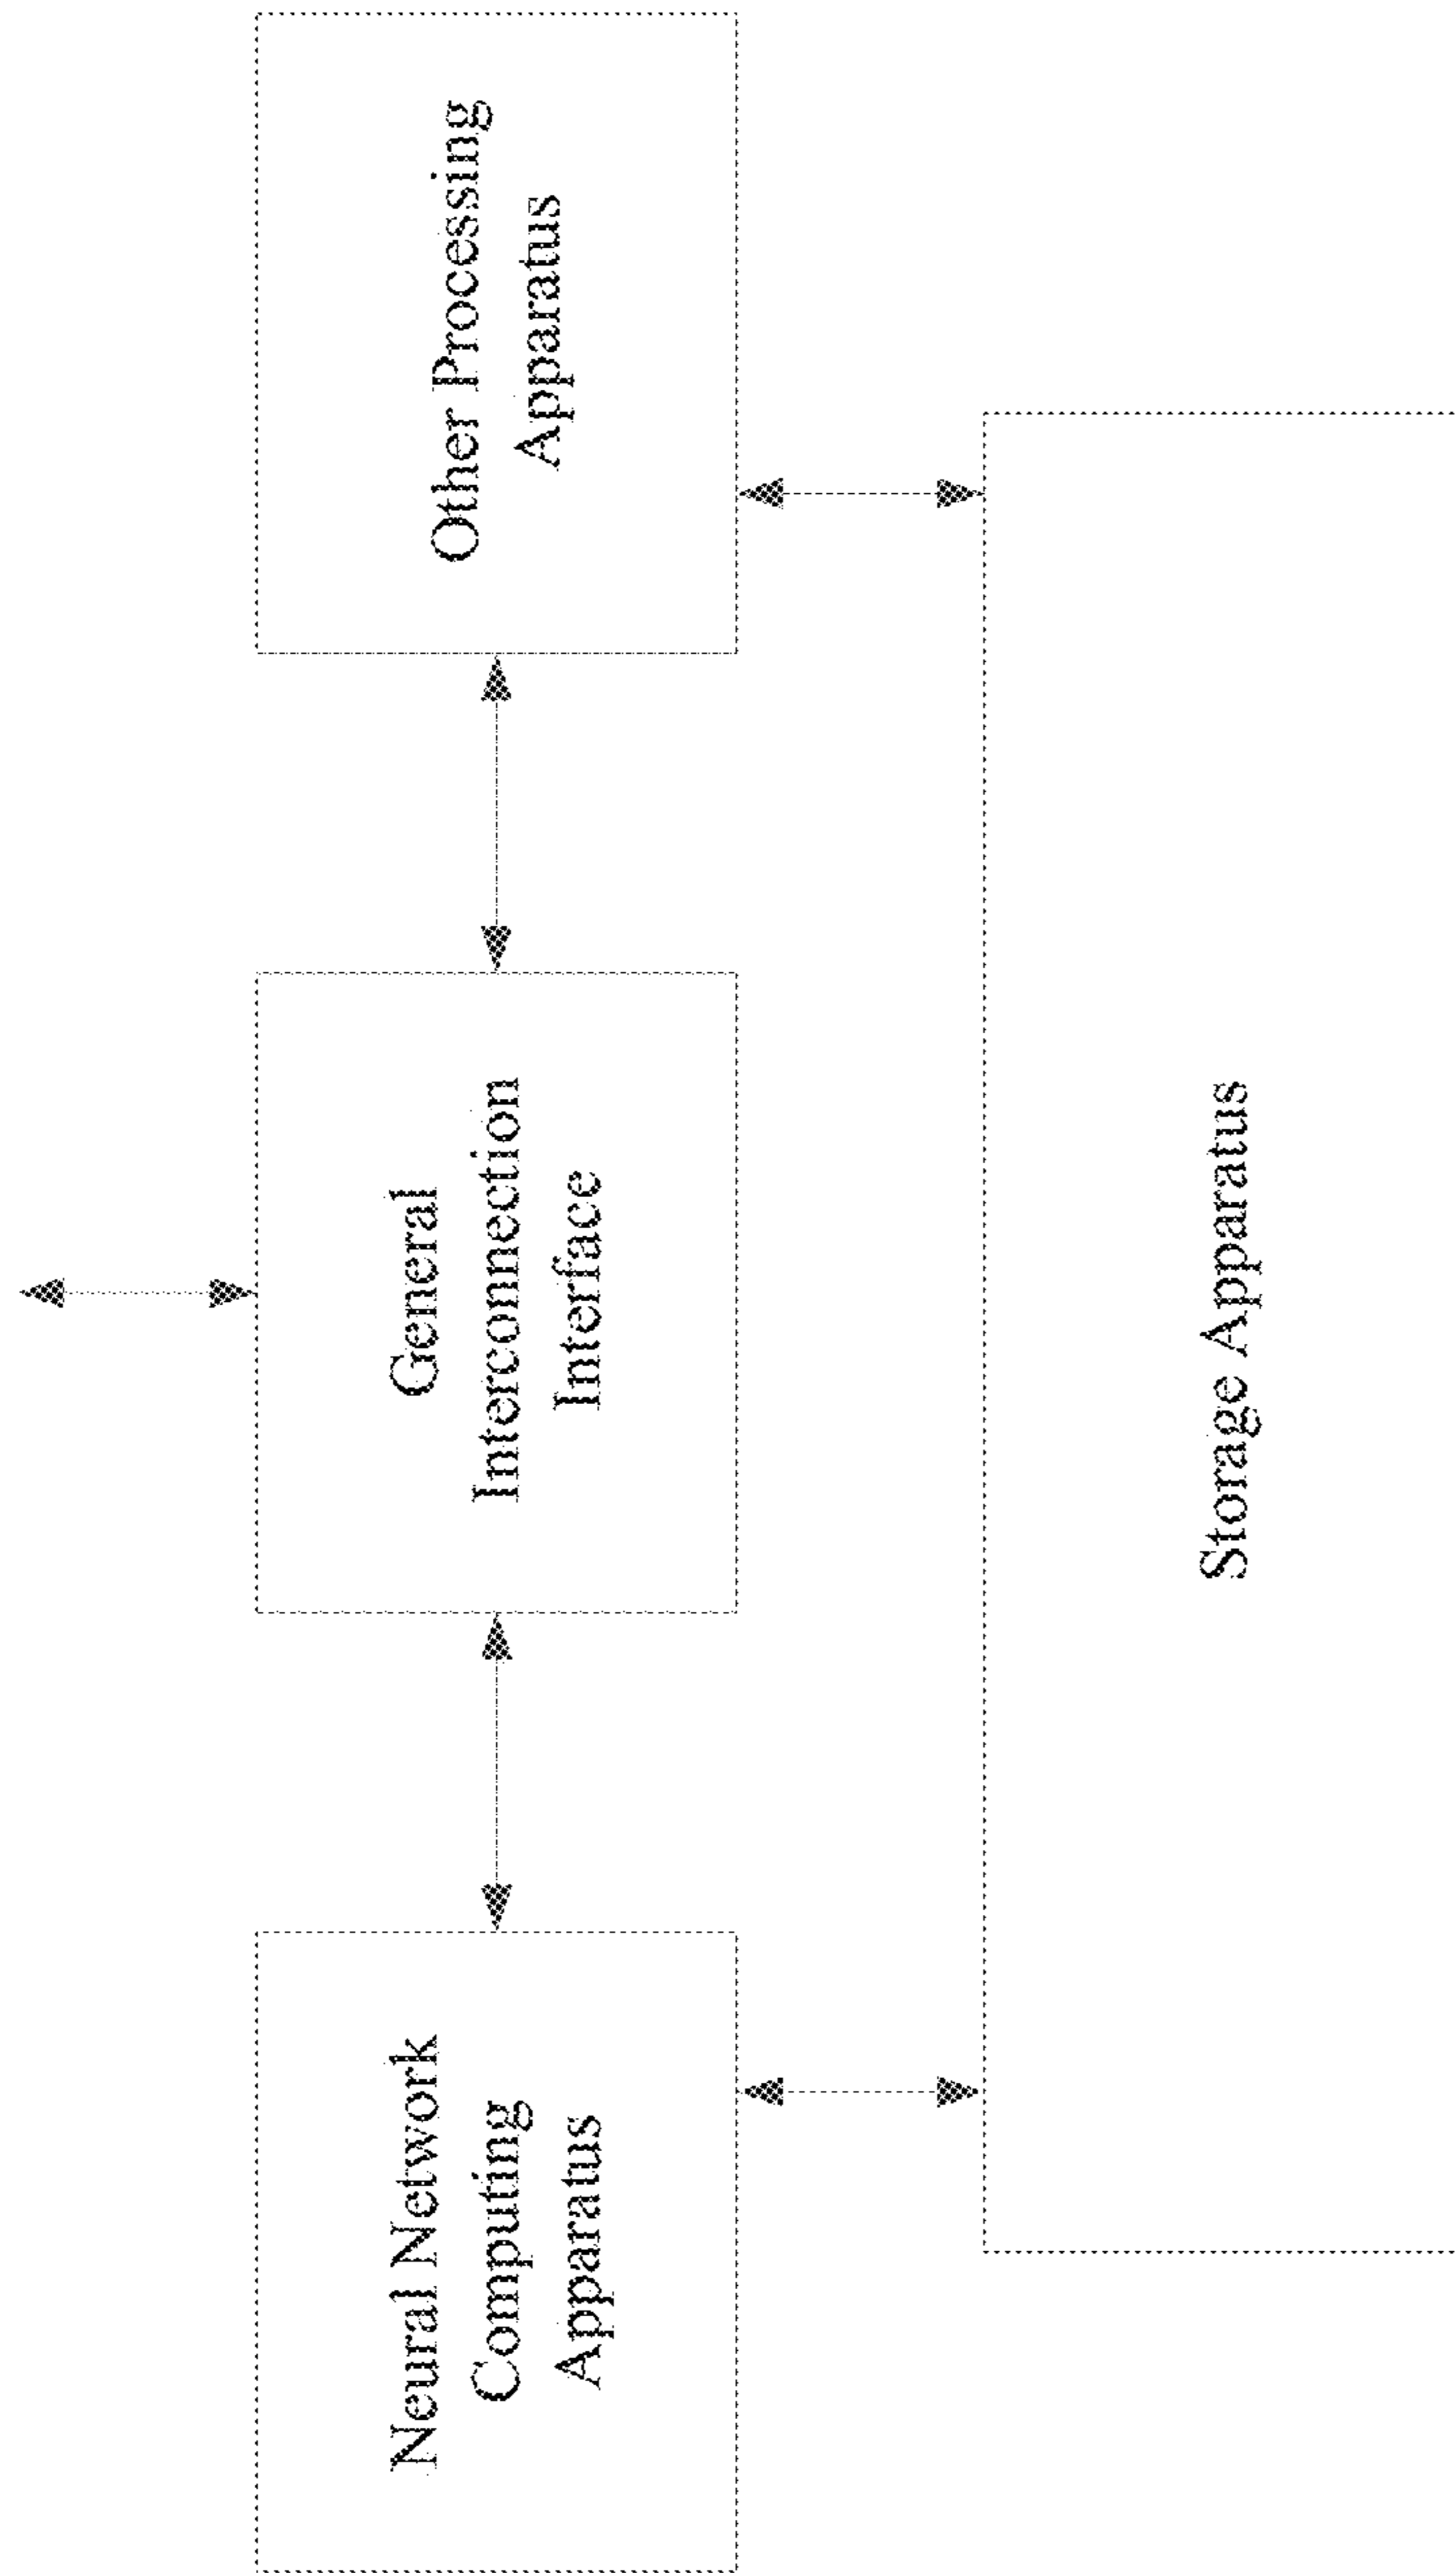 Neural Network
Computing
Apparatus
General
Interconnection
Interface
Other Processing
Apparatus
Storage Apparatus